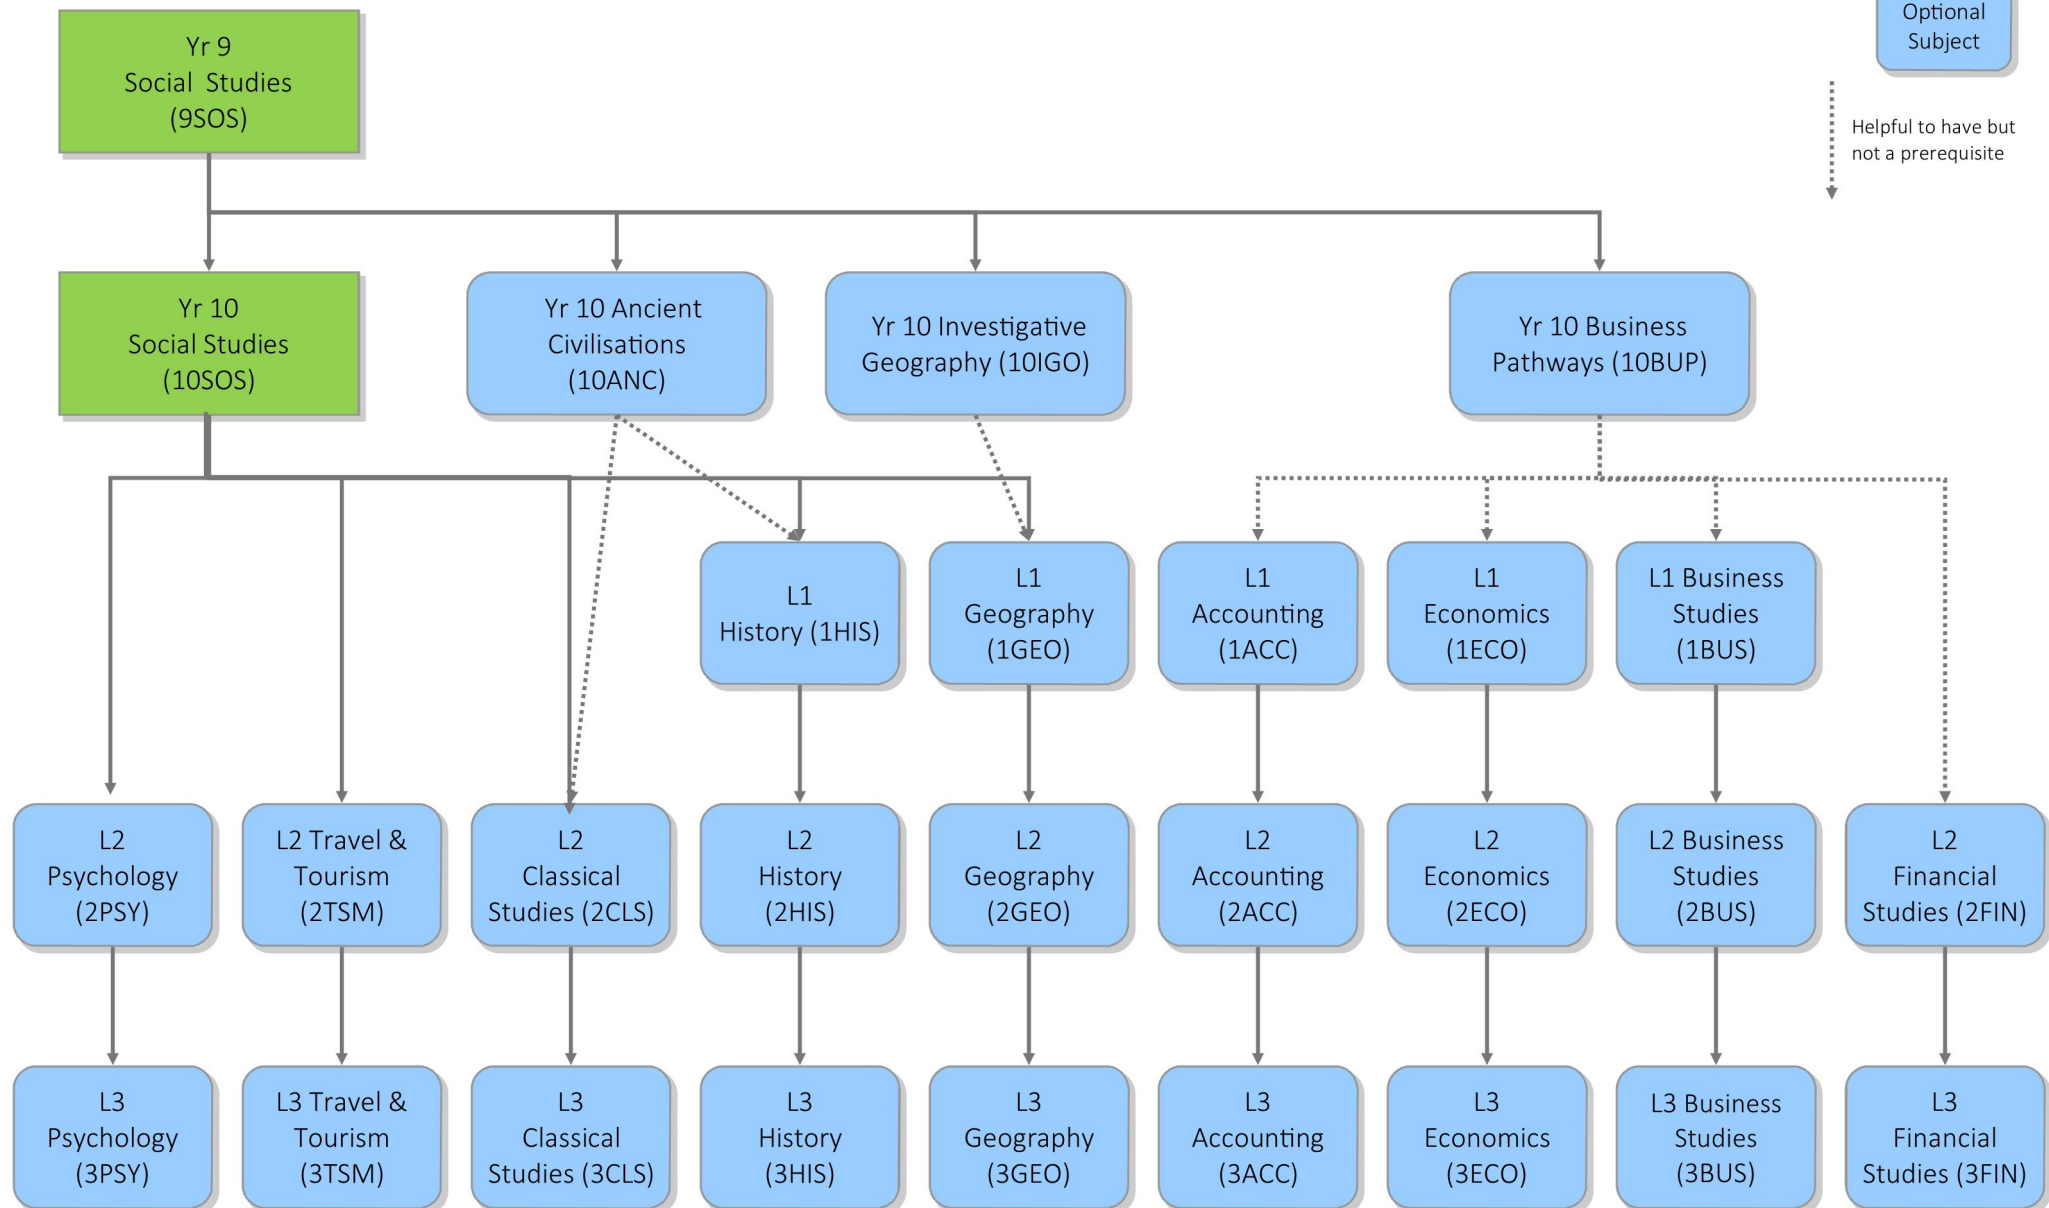 Optional
Subject
Helpful to have but
not a prerequisite
Yr 9
Social Studies
(9SOS)
Yr 10
Social Studies
(10SOS)
Yr 10 Ancient
Civilisations
(10ANC)
Yr 10 Investigative
Geography (10IGO)
Yr 10 Business
Pathways (10BUP)
L1
History (1HIS)
L1
Geography
(1GEO)
L1
Accounting
(1ACC)
L1
Economics
(1ECO)
L1 Business
Studies
(1BUS)
L2
Psychology
(2PSY)
L2 Travel &
Tourism
(2TSM)
L2
Classical
Studies (2CLS)
L2
History
(2HIS)
L2
Geography
(2GEO)
L2
Accounting
(2ACC)
L2
Economics
(2ECO)
L2 Business
Studies
(2BUS)
L2
Financial
Studies (2FIN)
L3
Psychology
(3PSY)
L3 Travel &
Tourism
(3TSM)
L3
Classical
Studies (3CLS)
L3
History
(3HIS)
L3
Geography
(3GEO)
L3
Accounting
(3ACC)
L3
Economics
(3ECO)
L3 Business
Studies
(3BUS)
L3
Financial
Studies (3FIN)